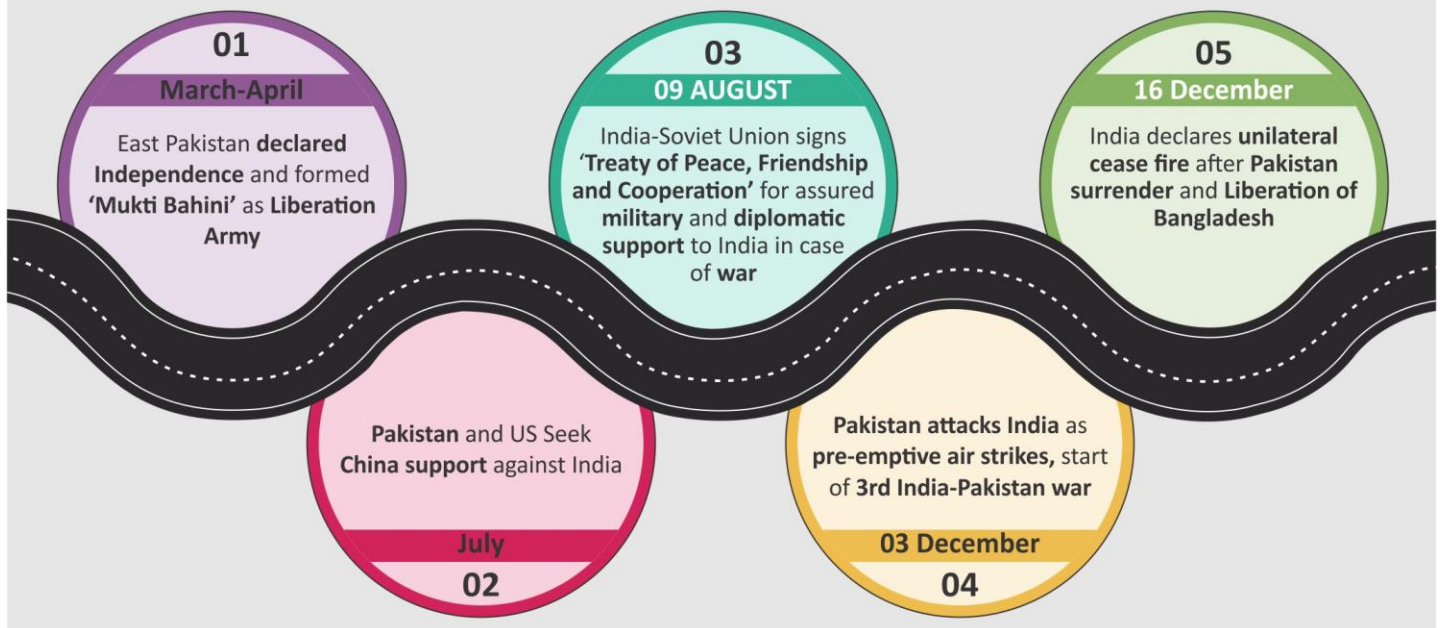 01
March-April
East Pakistan declared
Independence and formed
‘Mukti Bahini’ as Liberation
Army
Pakistan and US Seek
China support against India
July
02
03
09 AUGUST
India-Soviet Union signs
‘Treaty of Peace, Friendship
and Cooperation’ for assured
military and diplomatic
support to India in case
of war
Pakistan attacks India as
pre-emptive air strikes, start
of 3rd India-Pakistan war
03 December
04
05
16 December
India declares unilateral
cease fire after Pakistan
surrender and Liberation of
Bangladesh